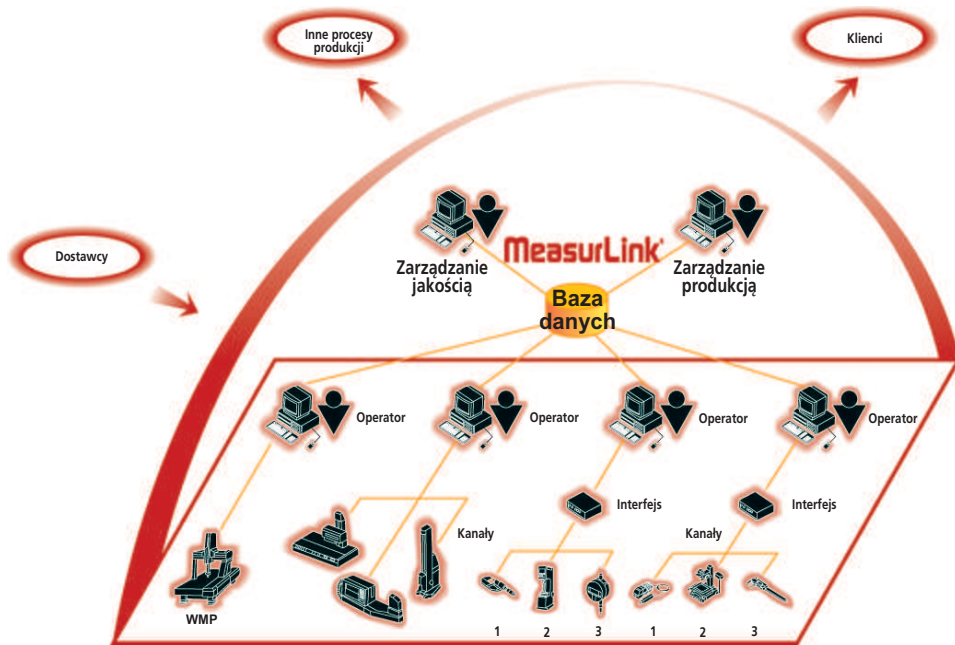 Inne procesy
produkcji
Klienci
Dostawcy
MeasurLink
Zarządzanie
jakością
Zarządzanie
produkcją
Baza
danych
Operator
Operator
Operator
Operator
Interfejs
Interfejs
Kanały
Kanały
WMP
1 2 3 1 2 3